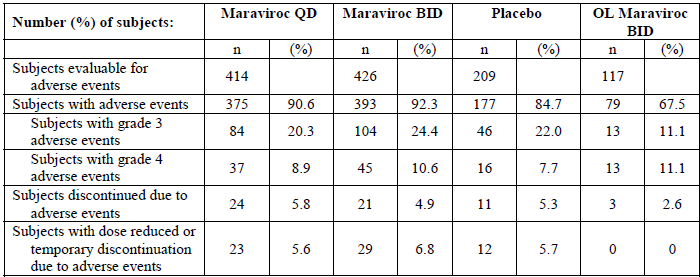 Number (%) of subjects: Maraviroc QD Maraviroc BID Placebo OL Maraviroc BID
n (%) n (%) n (%) n (%)
Subjects evaluable for adverse events 414 426 209 117
Subjects with adverse events 375 90.6 393 92.3 177 84.7 79 67.5
Subjects with grade 3 adverse events 84 20.3 104 24.4 46 22.0 13 11.1
Subjects with grade 4 adverse events 37 8.9 45 10.6 16 7.7 13 11.1
Subjects discontinued due to adverse events 24 5.8 21 4.9 11 5.3 3 2.6
Subjects with dose reduced or temporary discontinuation due to adverse events 23 5.6 29 6.8 12 5.7 0 0